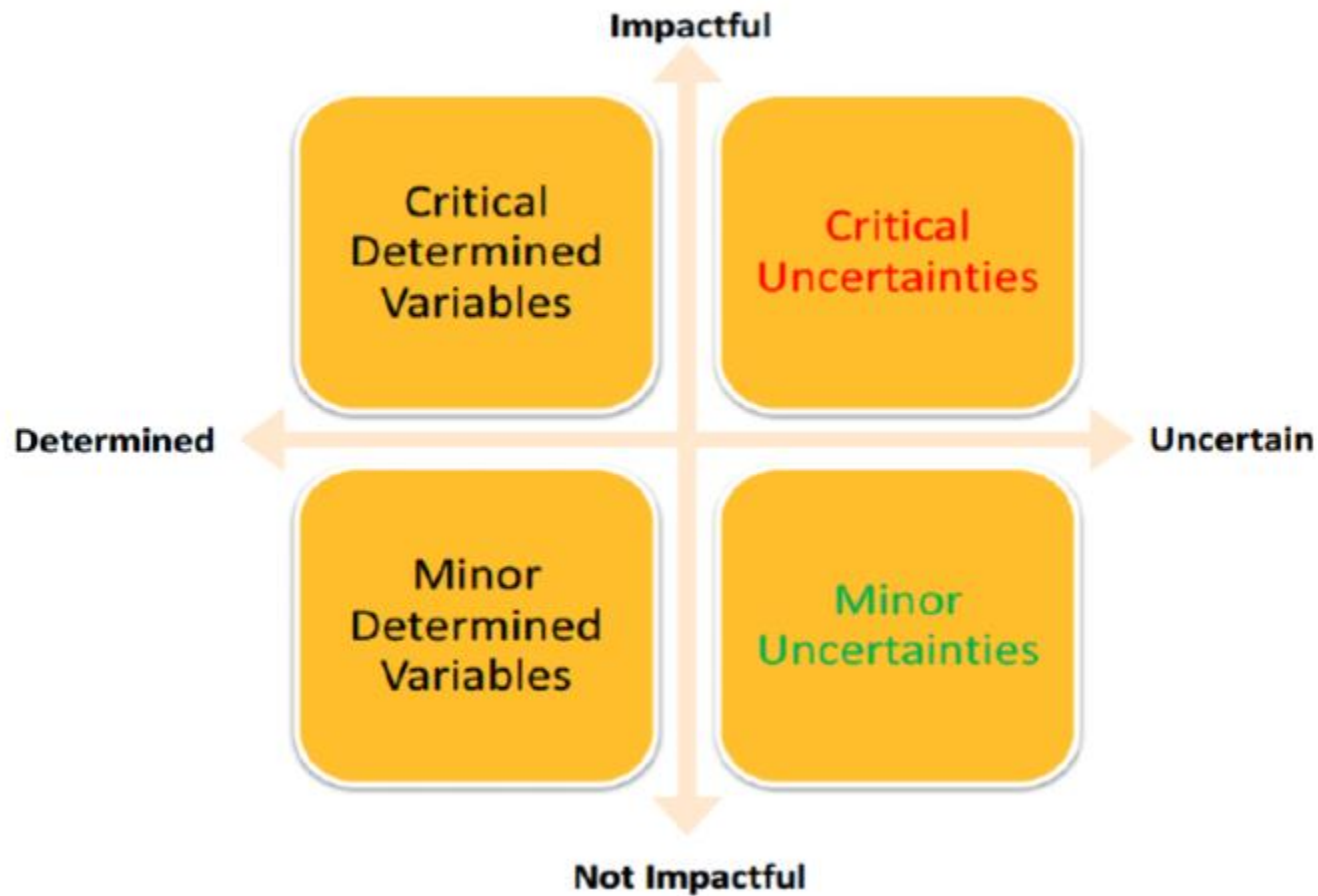 Impactful
Critical
Determined
Variables
Critical
Uncertainties
Determined
Uncertain
Minor
Determined
Variables
Minor
Uncertainties
Not Impactful